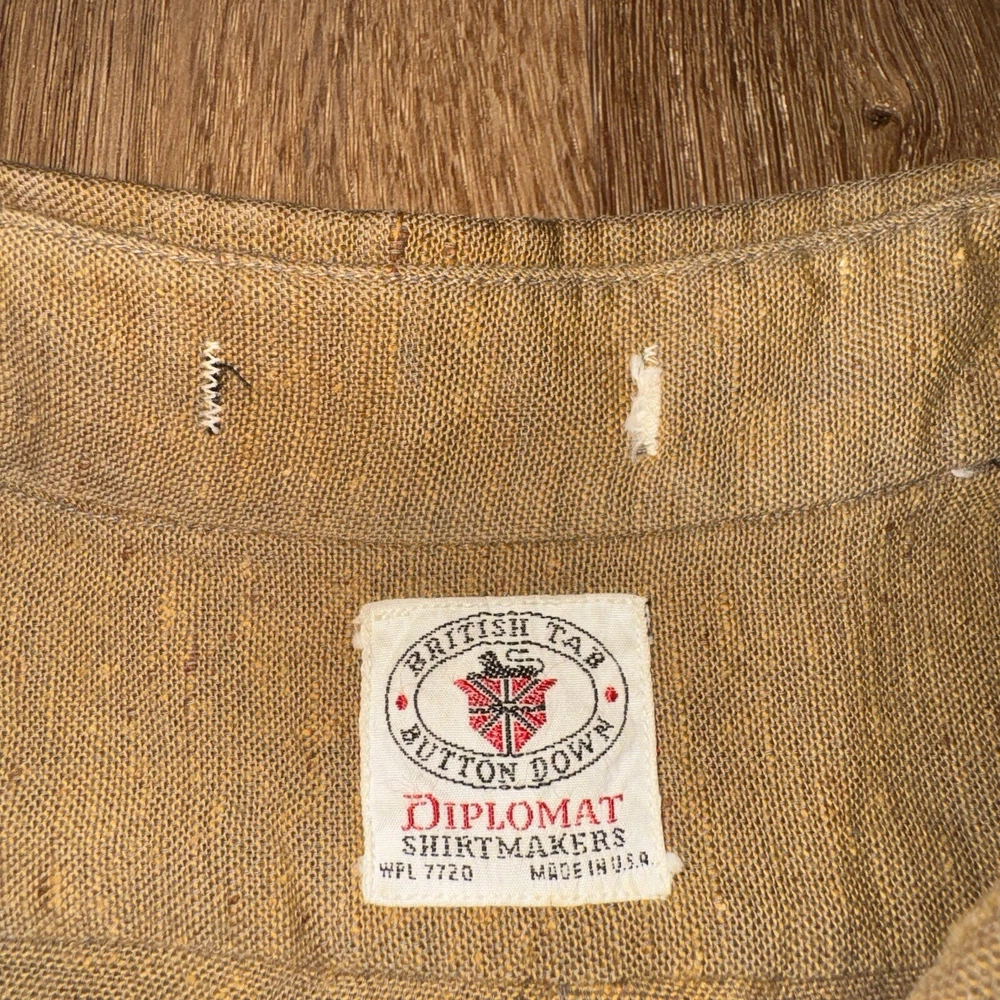 BRITISH TAB
BUTTON DOWN
DIPLOMAT
SHIRTMAKERS
WPL 7720 MADE IN U.S.A.